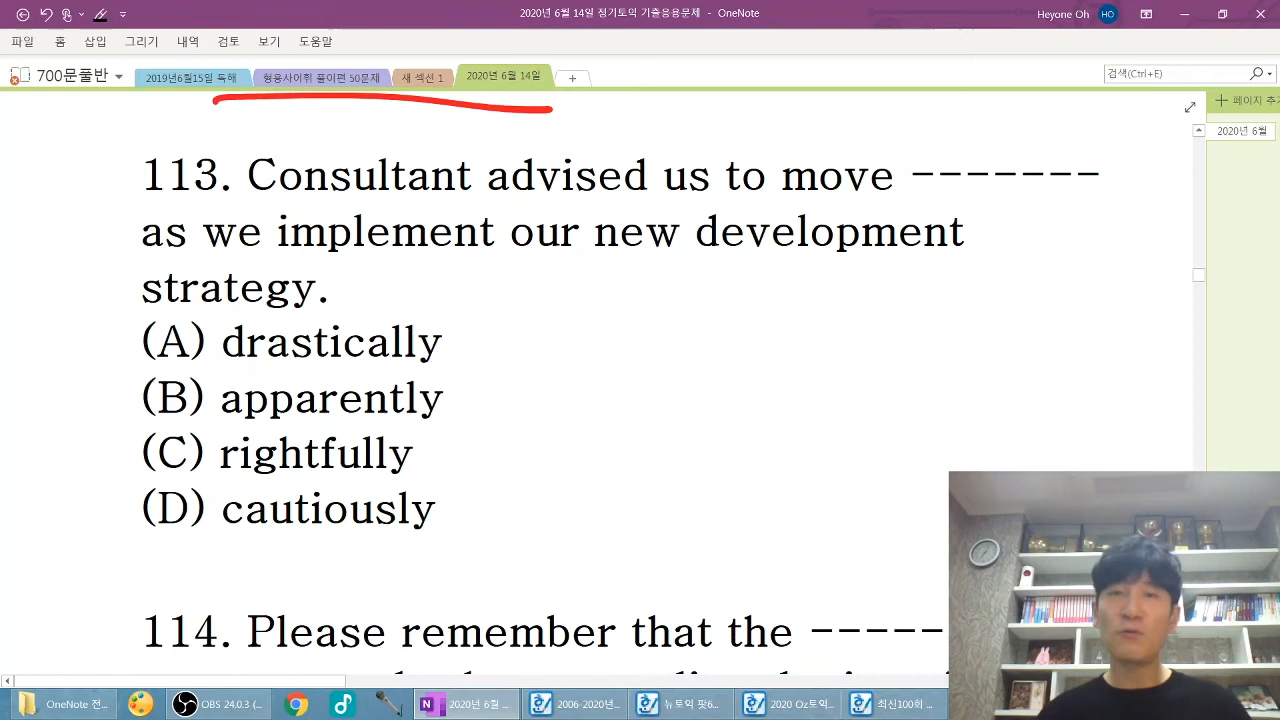 2020년 6월 14일 정기토익 기출응용문제 - OneNote
Heyone Oh HO
파일 홈 삽입 그리기 내역 검토 보기 도움말
700문풀반
2019년6월15일 독해
형용사어휘 풀이편 50문제
새 섹션 1
2020년 6월 14일
검색(Ctrl+E)
페이지 추가
2020년 6월
113. Consultant advised us to move -------
as we implement our new development
strategy.
(A) drastically
(B) apparently
(C) rightfully
(D) cautiously
114. Please remember that the ------
OneNote 전...
OBS 24.0.3 (...
2020년 6월 ...
2006-2020년...
뉴토익 팟6...
2020 Oz토익...
최신100회 ...